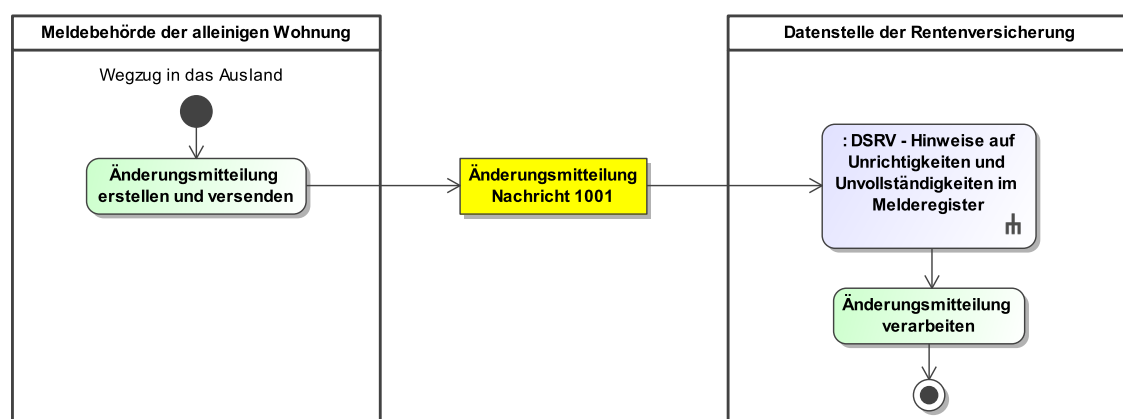 Meldebehörde der alleinigen Wohnung
Wegzug in das Ausland
Änderungsmitteilung
erstellen und versenden
Änderungsmitteilung
Nachricht 1001
Datenstelle der Rentenversicherung
: DSRV - Hinweise auf
Unrichtigkeiten und
Unvollständigkeiten im
Melderegister
Änderungsmitteilung
verarbeiten